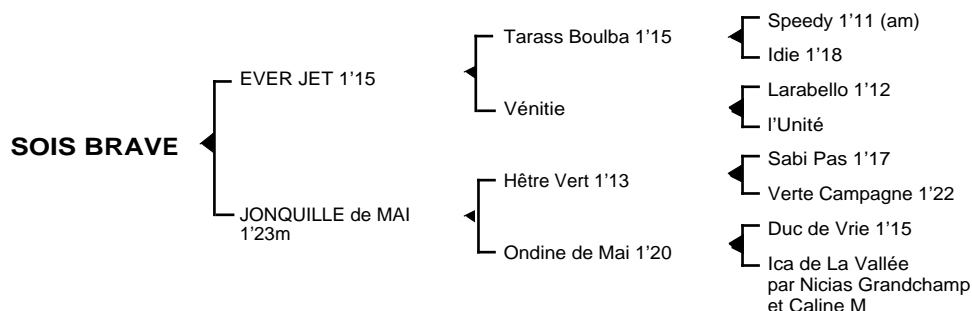 SOIS BRAVE
EVER JET 1’15
JONQUILLE de MAI
1’23m
Tarass Boulba 1’15
Vénitie
Hêtre Vert 1’13
Ondine de Mai 1’20
Speedy 1’11 (am)
Idie 1’18
Larabello 1’12
l’Unité
Sabi Pas 1’17
Verte Campagne 1’22
Duc de Vrie 1’15
Ica de La Vallée
par Nicias Grandchamp
et Caline M